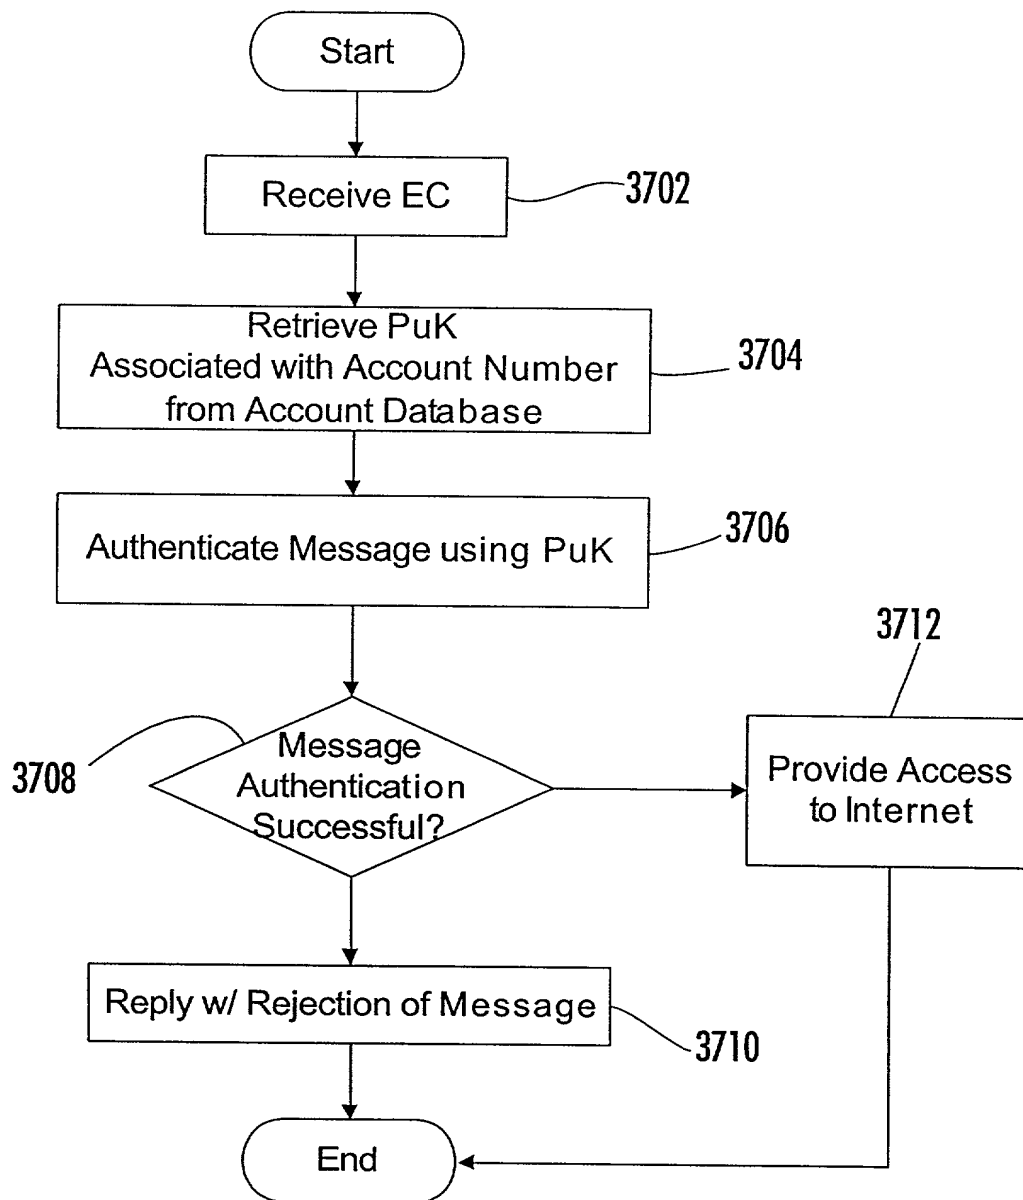 Start
Receive EC
3702
Retrieve PuK
Associated with Account Number
from Account Database
3704
Authenticate Message using PuK
3706
3712
Message
Authentication
Successful?
3708
Provide Access
to Internet
Reply w/ Rejection of Message
3710
End